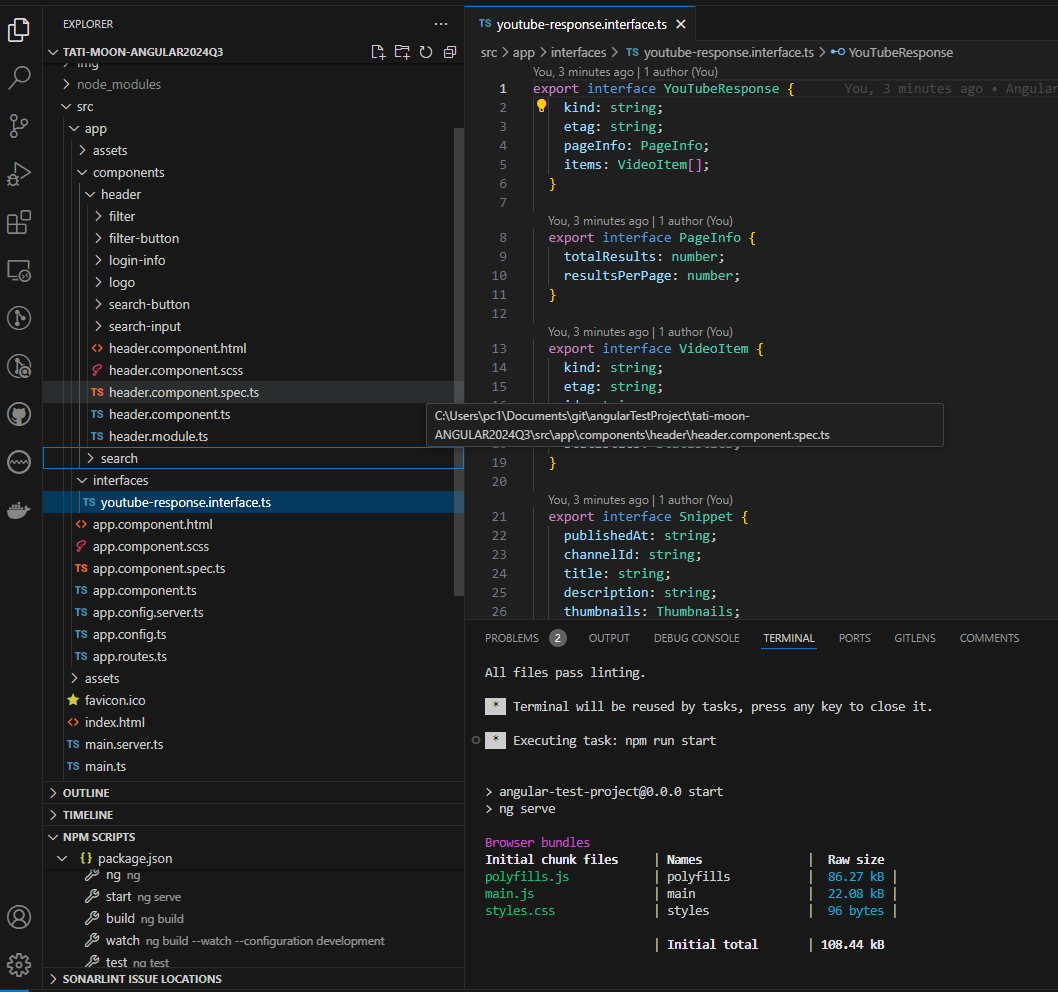 EXPLORER
TATI-MOON-ANGULAR2024Q3
img
node_modules
src
app
assets
components
header
filter
filter-button
login-info
logo
search-button
search-input
header.component.html
header.component.scss
TS header.component.spec.ts
TS header.component.ts
TS header.module.ts
search
interfaces
TS youtube-response.interface.ts
app.component.html
app.component.scss
TS app.component.spec.ts
TS app.component.ts
TS app.config.server.ts
TS app.config.ts
TS app.routes.ts
assets
favicon.ico
index.html
TS main.server.ts
TS main.ts
OUTLINE
TIMELINE
NPM SCRIPTS
{} package.json
ng ng
start ng serve
build ng build
watch ng build --watch --configuration development
test ng test
SONARLINT ISSUE LOCATIONS
TS youtube-response.interface.ts
src > app > interfaces > TS youtube-response.interface.ts > YouTubeResponse
You, 3 minutes ago | 1 author (You)
1 export interface YouTubeResponse { You, 3 minutes ago • Angular
2 kind: string;
3 etag: string;
4 pageInfo: PageInfo;
5 items: VideoItem[];
6 }
7
You, 3 minutes ago | 1 author (You)
8 export interface PageInfo {
9 totalResults: number;
10 resultsPerPage: number;
11 }
12
You, 3 minutes ago | 1 author (You)
13 export interface VideoItem {
14 kind: string;
15 etag: string;
C:\Users\pc1\Documents\git\angularTestProject\tati-moon-
ANGULAR2024Q3\src\app\components\header\header.component.spec.ts
19 }
20
You, 3 minutes ago | 1 author (You)
21 export interface Snippet {
22 publishedAt: string;
23 channelId: string;
24 title: string;
25 description: string;
26 thumbnails: Thumbnails;
PROBLEMS 2 OUTPUT DEBUG CONSOLE TERMINAL PORTS GITLENS COMMENTS
All files pass linting.
* Terminal will be reused by tasks, press any key to close it.
* Executing task: npm run start
> angular-test-project@0.0.0 start
> ng serve
Browser bundles
Initial chunk files | Names | Raw size
polyfills.js | polyfills | 86.27 kB |
main.js | main | 22.08 kB |
styles.css | styles | 96 bytes |
| Initial total | 108.44 kB